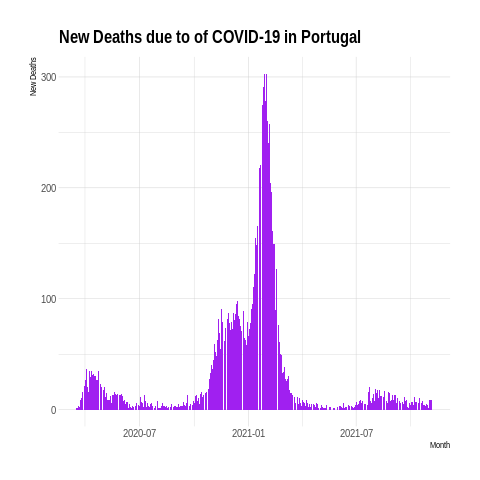 New Deaths due to of COVID-19 in Portugal
New Deaths
300
200
100
0
2020-07
2021-01
2021-07
Month